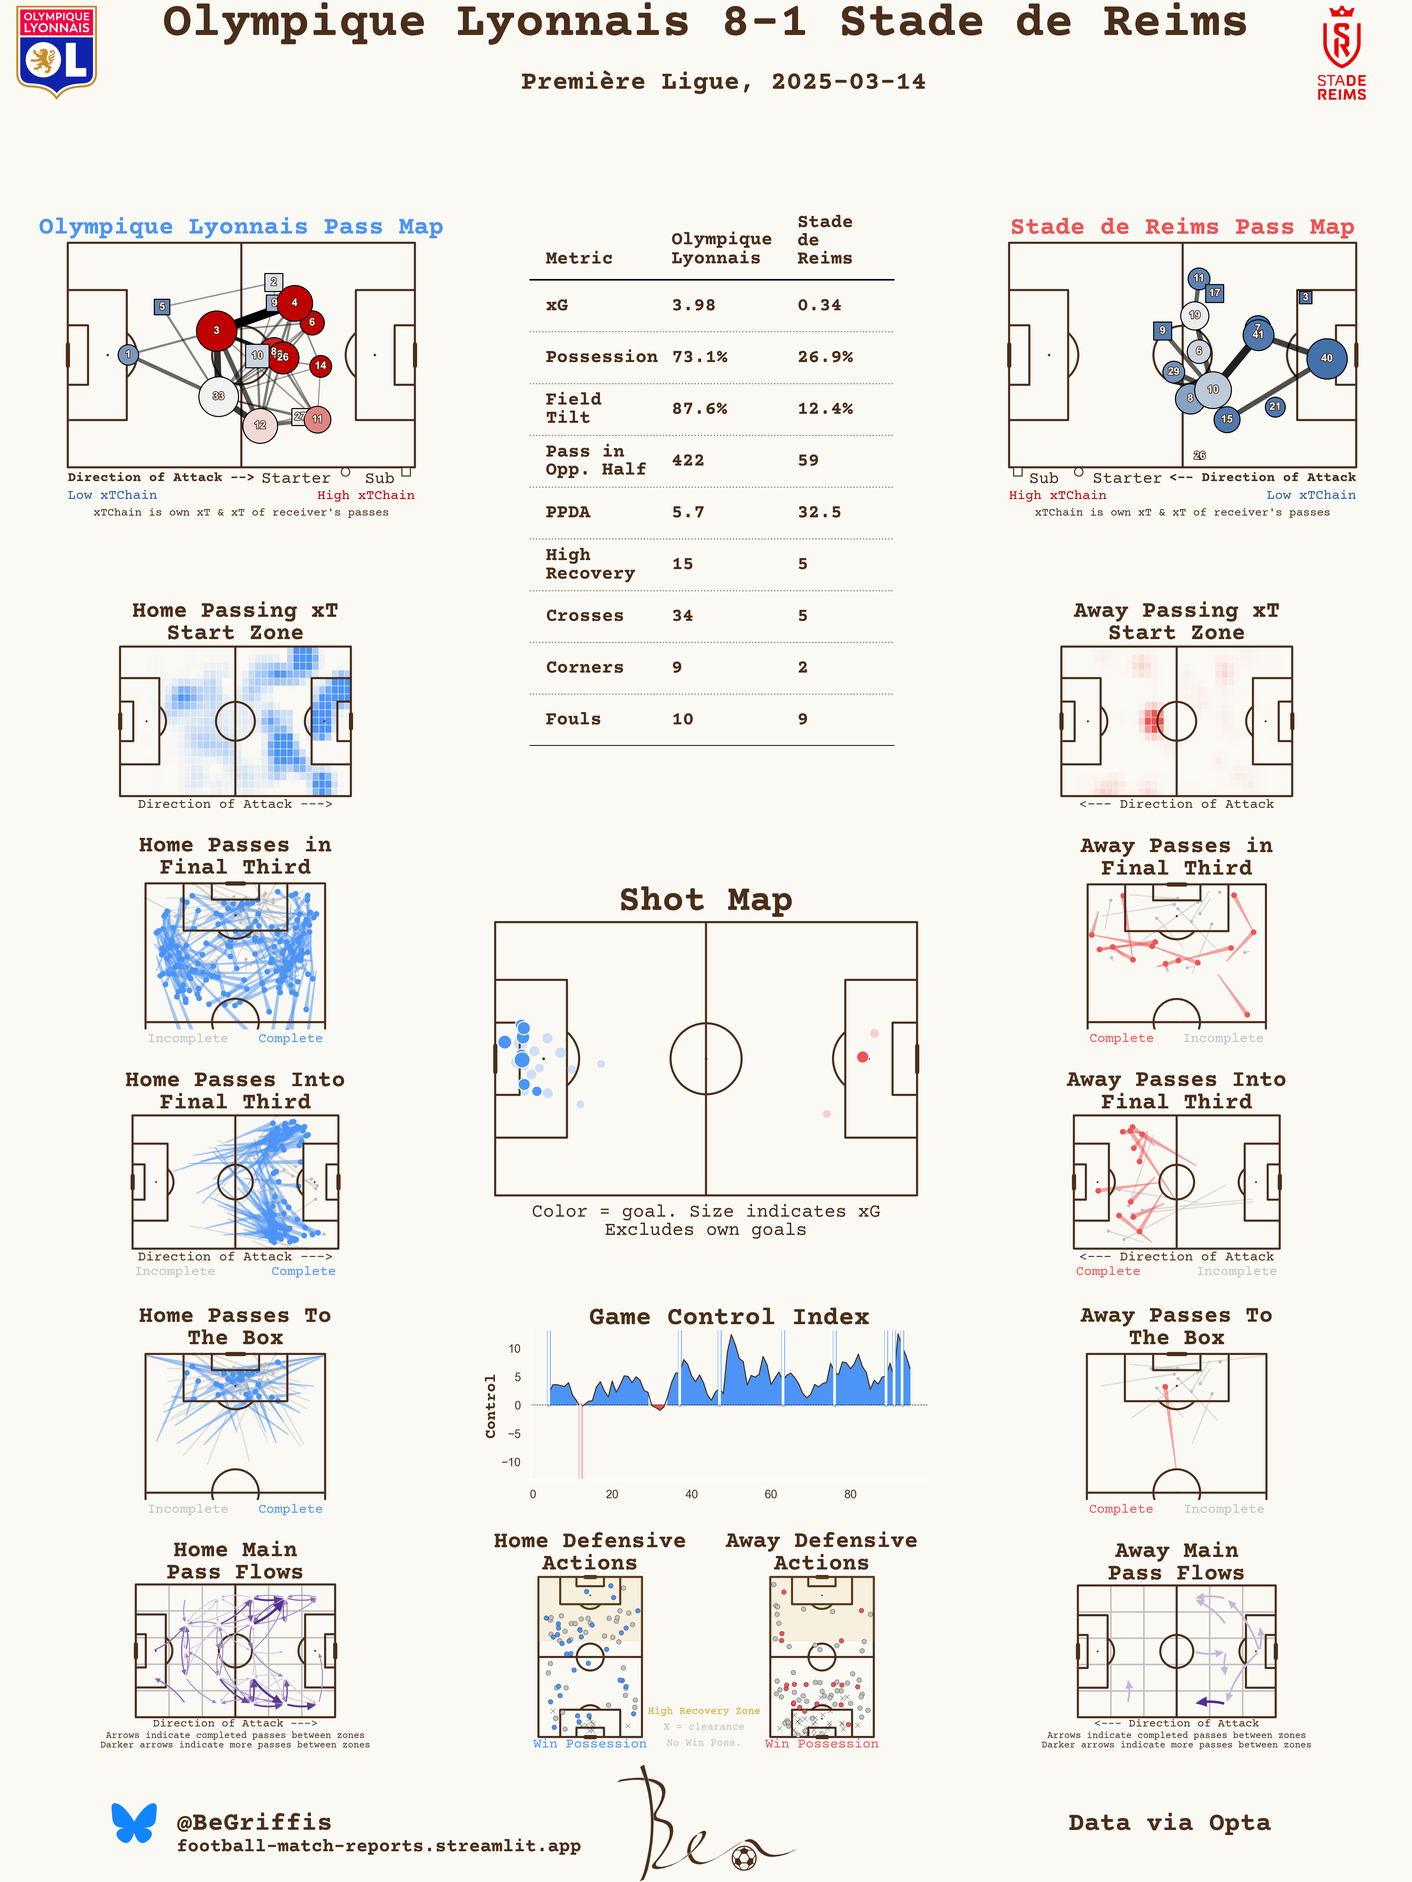 Olympique Lyonnais 8-1 Stade de Reims
Première Ligue, 2025-03-14
OLYMPIQUE
LYONNAIS
OL
STADE
REIMS
Olympique Lyonnais Pass Map
5
2
9
4
6
3
1
10
8
26
14
33
12
27
11
Direction of Attack --> Starter Sub
Low xTChain High xTChain
xTChain is own xT & xT of receiver's passes
Metric Olympique Lyonnais Stade de Reims
xG 3.98 0.34
Possession 73.1% 26.9%
Field Tilt 87.6% 12.4%
Pass in Opp. Half 422 59
PPDA 5.7 32.5
High Recovery 15 5
Crosses 34 5
Corners 9 2
Fouls 10 9
Stade de Reims Pass Map
11
17
3
19
9
7
41
6
40
29
10
8
15
21
26
Sub Starter <-- Direction of Attack
High xTChain Low xTChain
xTChain is own xT & xT of receiver's passes
Home Passing xT
Start Zone
Direction of Attack --->
Away Passing xT
Start Zone
<--- Direction of Attack
Home Passes in
Final Third
Incomplete Complete
Away Passes in
Final Third
Complete Incomplete
Shot Map
Color = goal. Size indicates xG
Excludes own goals
Home Passes Into
Final Third
Direction of Attack --->
Incomplete Complete
Away Passes Into
Final Third
<--- Direction of Attack
Complete Incomplete
Home Passes To
The Box
Incomplete Complete
Game Control Index
Control
10
5
0
−5
−10
0 20 40 60 80
Away Passes To
The Box
Complete Incomplete
Home Main
Pass Flows
Direction of Attack --->
Arrows indicate completed passes between zones
Darker arrows indicate more passes between zones
Home Defensive
Actions
Win Possession
High Recovery Zone
X = clearance
No Win Poss.
Away Defensive
Actions
Win Possession
Away Main
Pass Flows
<--- Direction of Attack
Arrows indicate completed passes between zones
Darker arrows indicate more passes between zones
@BeGriffis
football-match-reports.streamlit.app
Ben
Data via Opta